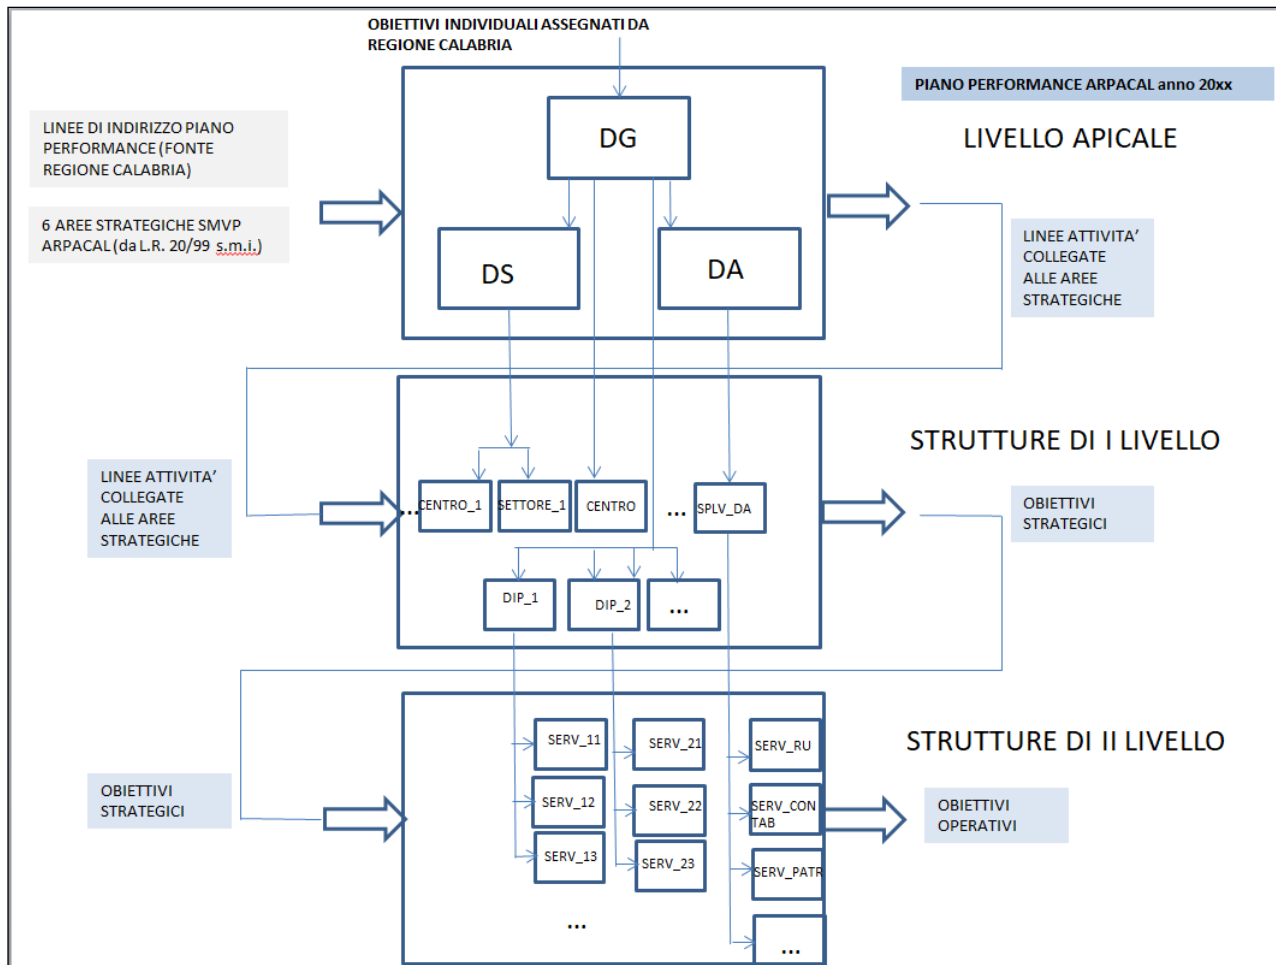 OBIETTIVI INDIVIDUALI ASSEGNATI DA
REGIONE CALABRIA
PIANO PERFORMANCE ARPACAL anno 20xx
LINEE DI INDIRIZZO PIANO
PERFORMANCE (FONTE
REGIONE CALABRIA)
6 AREE STRATEGICHE SMVP
ARPACAL (da L.R. 20/99 s.m.i.)
DG
DS
DA
LIVELLO APICALE
LINEE ATTIVITA’
COLLEGATE
ALLE AREE
STRATEGICHE
LINEE ATTIVITA’
COLLEGATE
ALLE AREE
STRATEGICHE
...
CENTRO_1
SETTORE_1
CENTRO
...
SPLV_DA
DIP_1
DIP_2
...
STRUTTURE DI I LIVELLO
OBIETTIVI
STRATEGICI
OBIETTIVI
STRATEGICI
SERV_11
SERV_21
SERV_RU
SERV_12
SERV_22
SERV_CON
TAB
SERV_13
SERV_23
SERV_PATR
...
...
STRUTTURE DI II LIVELLO
OBIETTIVI
OPERATIVI